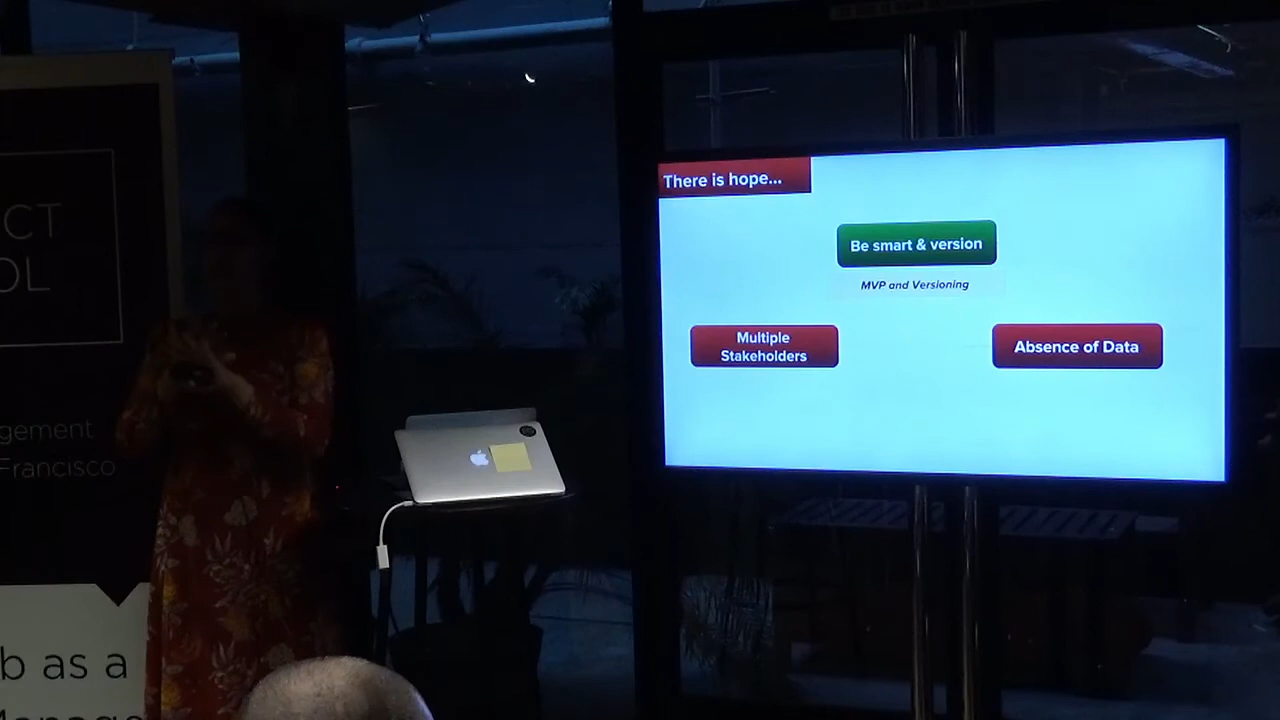 CT
OL
gement
Francisco
b as a
Manage
There is hope...
Be smart & version
MVP and Versioning
Multiple
Stakeholders
Absence of Data